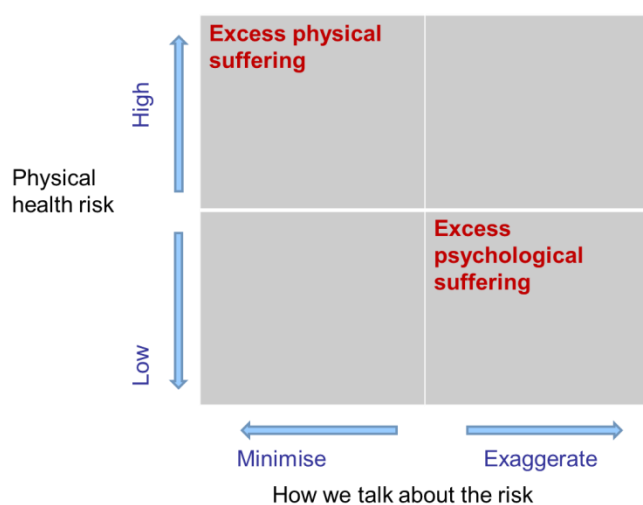 Excess physical
suffering
High
Physical
health risk
Excess
psychological
suffering
Low
Minimise
Exaggerate
How we talk about the risk